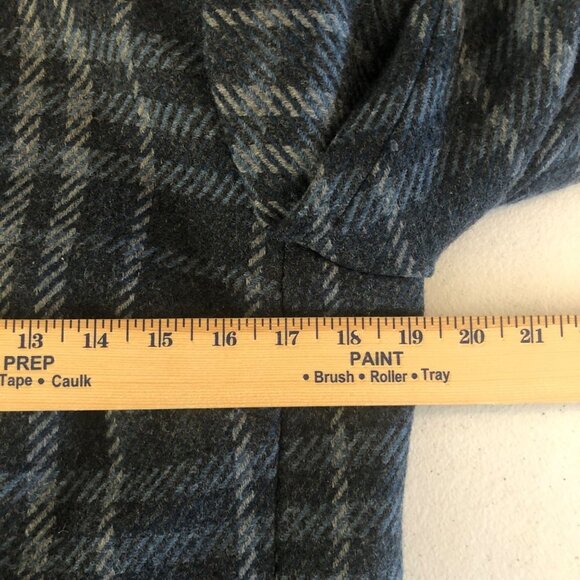 13 14 15 16 17 18 19 20 21
PREP PAINT
Tape • Caulk • Brush • Roller • Tray